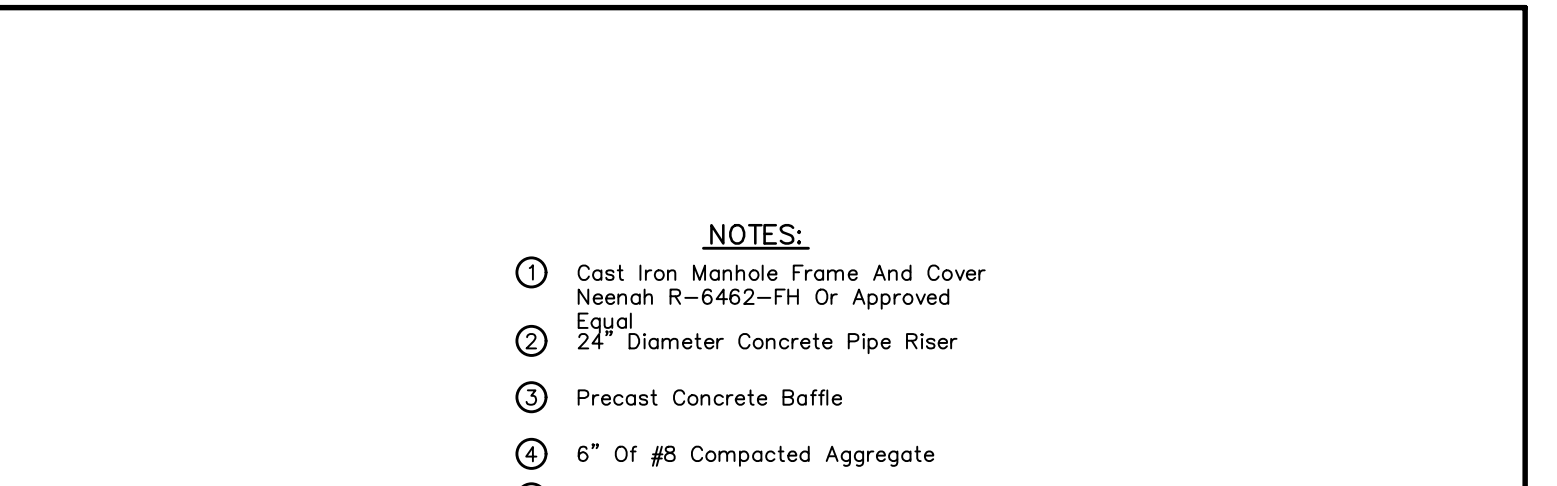 NOTES:
1 Cast Iron Manhole Frame And Cover
Neenah R-6462-FH Or Approved
Equal
2 24" Diameter Concrete Pipe Riser
3 Precast Concrete Baffle
4 6" Of #8 Compacted Aggregate